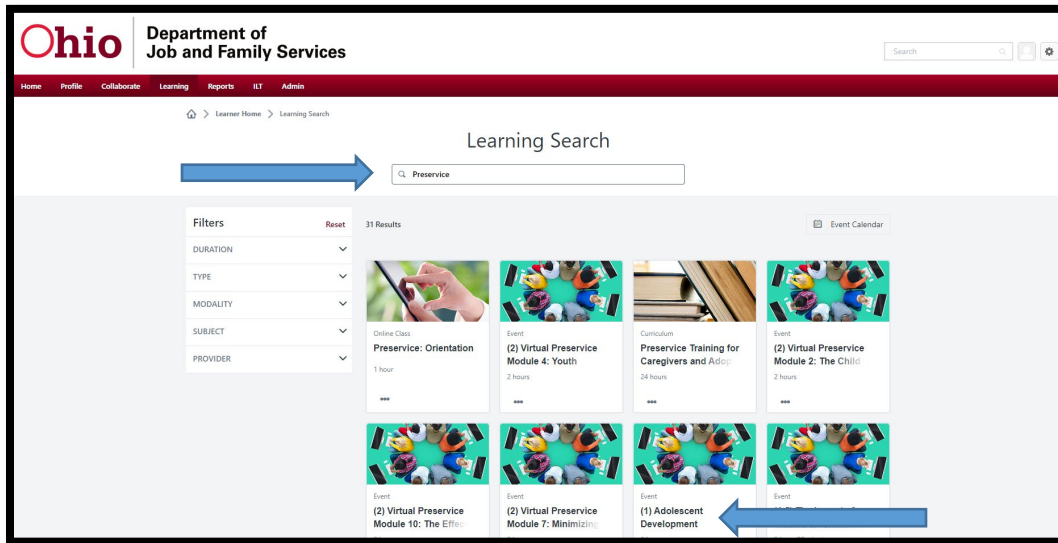 Ohio
Department of
Job and Family Services
Search
Home Profile Collaborate Learning Reports ILT Admin
Learner Home Learning Search
Learning Search
Preservice
Filters Reset
31 Results
Event Calendar
DURATION
TYPE
MODALITY
SUBJECT
PROVIDER
Online Class
Preservice: Orientation
1 hour
Event
(2) Virtual Preservice
Module 4: Youth
2 hours
Curriculum
Preservice Training for
Caregivers and Adop
24 hours
Event
(2) Virtual Preservice
Module 2: The Child
2 hours
Event
(2) Virtual Preservice
Module 10: The Effec
Event
(2) Virtual Preservice
Module 7: Minimizing
Event
(1) Adolescent
Development
Event